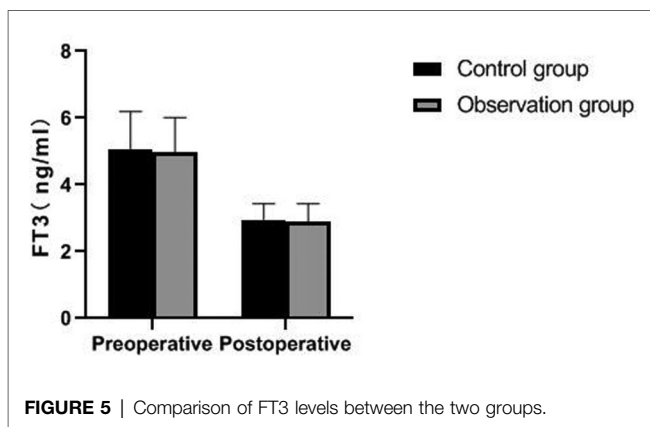 8
6
4
2
0
FT3( ng/ml)
Preoperative Postoperative
Control group
Observation group
FIGURE 5 | Comparison of FT3 levels between the two groups.